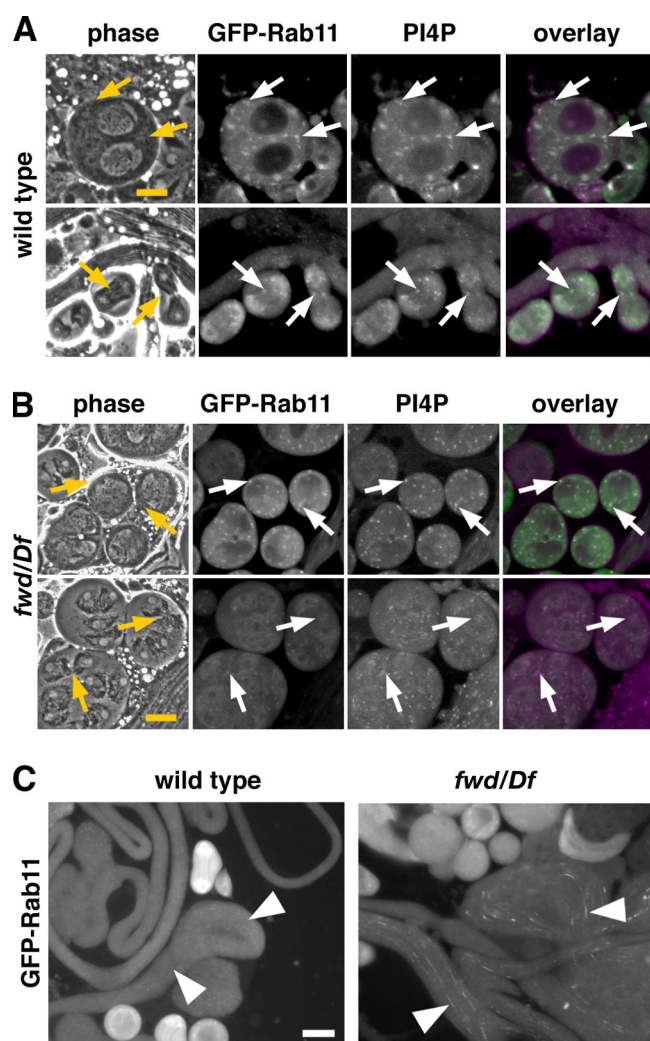 A
phase GFP-Rab11 PI4P overlay
wild type
B
phase GFP-Rab11 PI4P overlay
fwd/Df
C
wild type fwd/Df
GFP-Rab11